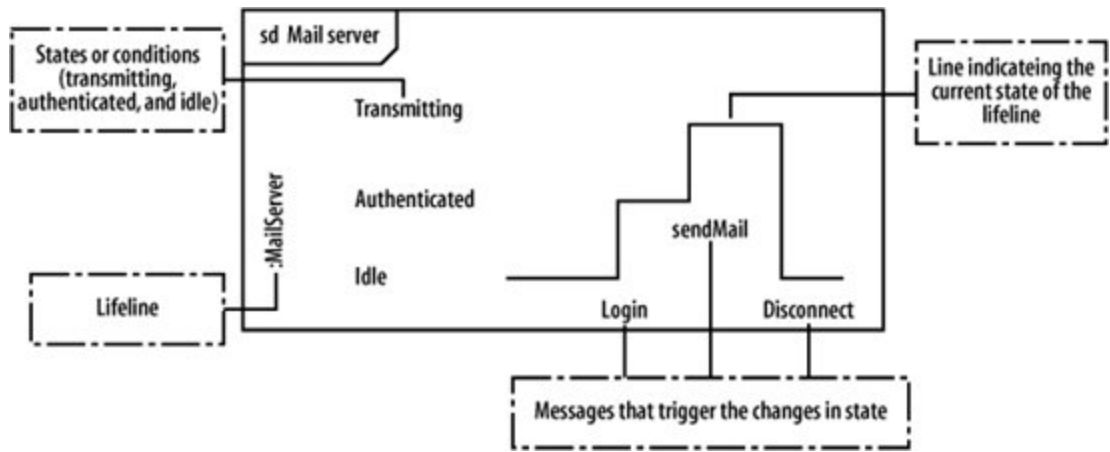 sd Mail server
States or conditions
(transmitting,
authenticated, and idle)
Line indicateing the
current state of the
lifeline
Transmitting
:MailServer
Authenticated
sendMail
Idle
Lifeline
Login
Disconnect
Messages that trigger the changes in state